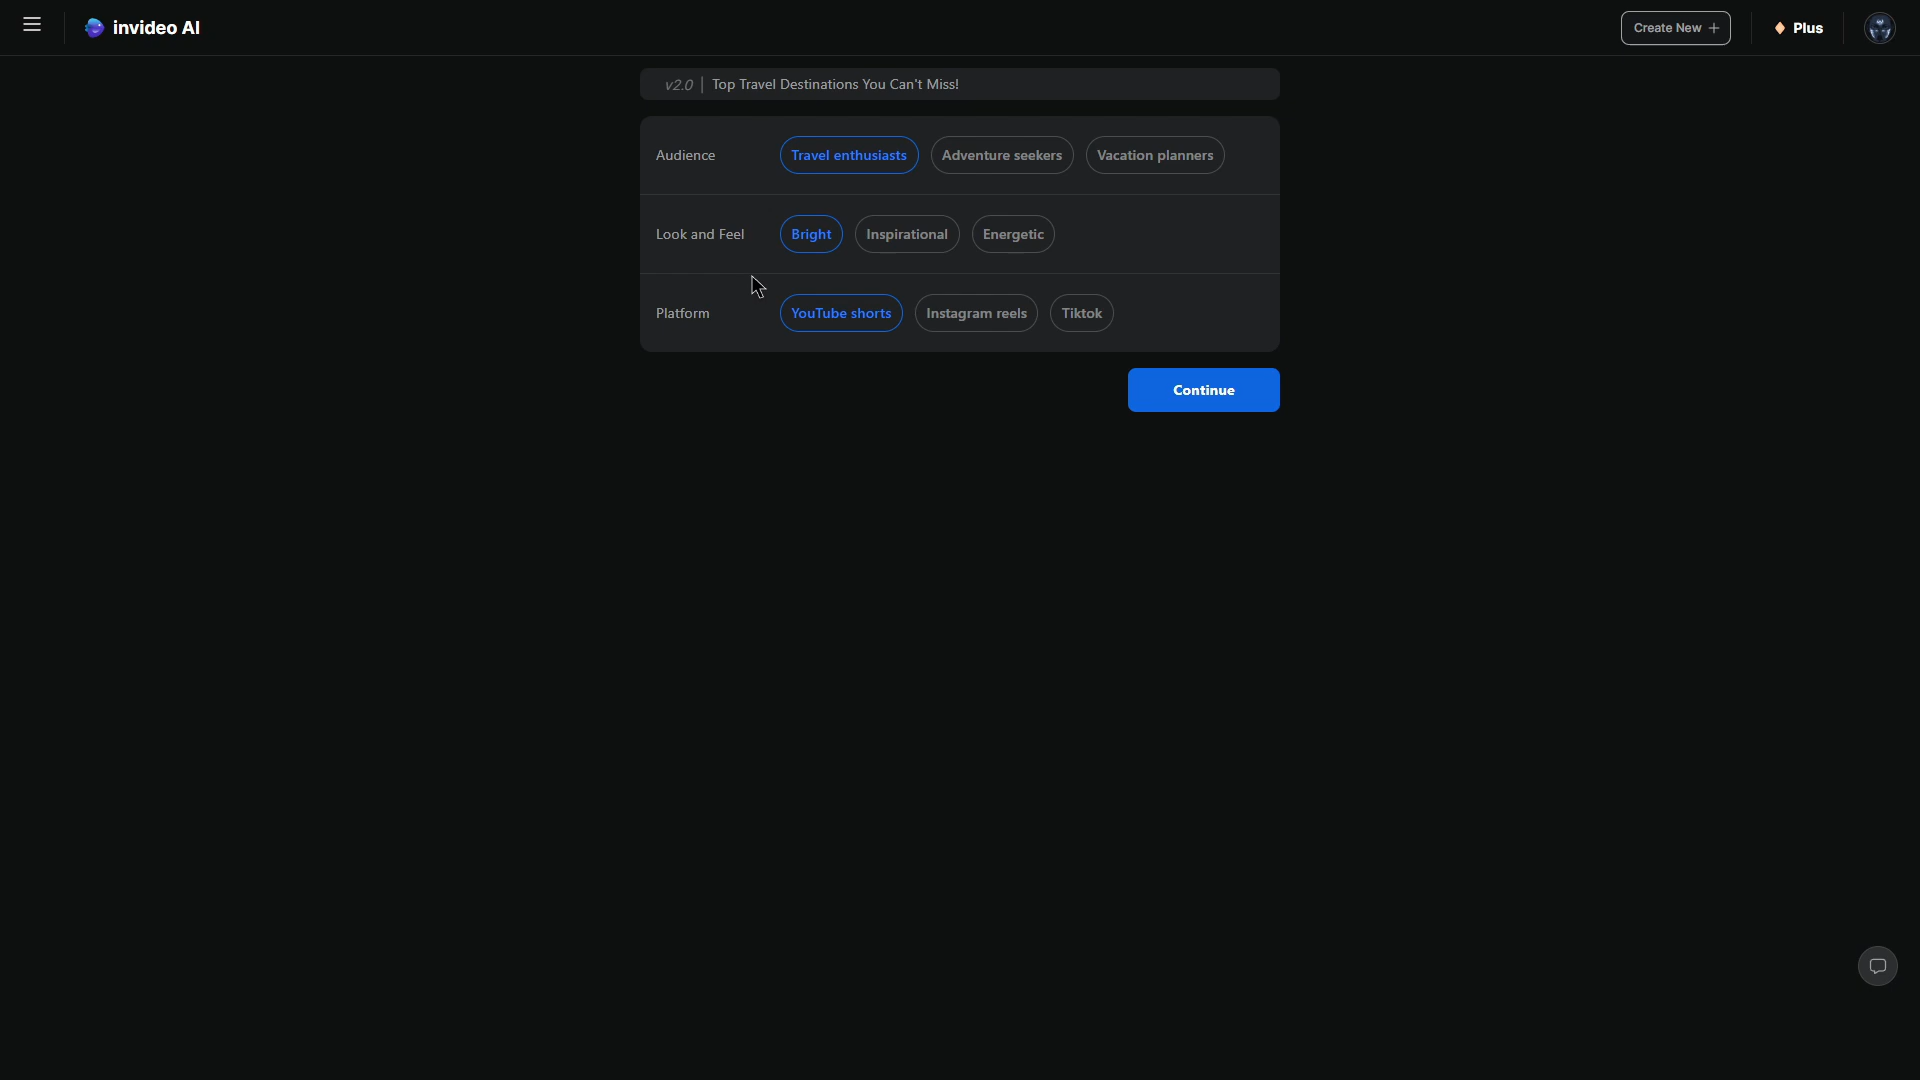 invideo AI
Create New +
Plus
v2.0 | Top Travel Destinations You Can't Miss!
Audience Travel enthusiasts Adventure seekers Vacation planners
Look and Feel Bright Inspirational Energetic
Platform YouTube shorts Instagram reels Tiktok
Continue